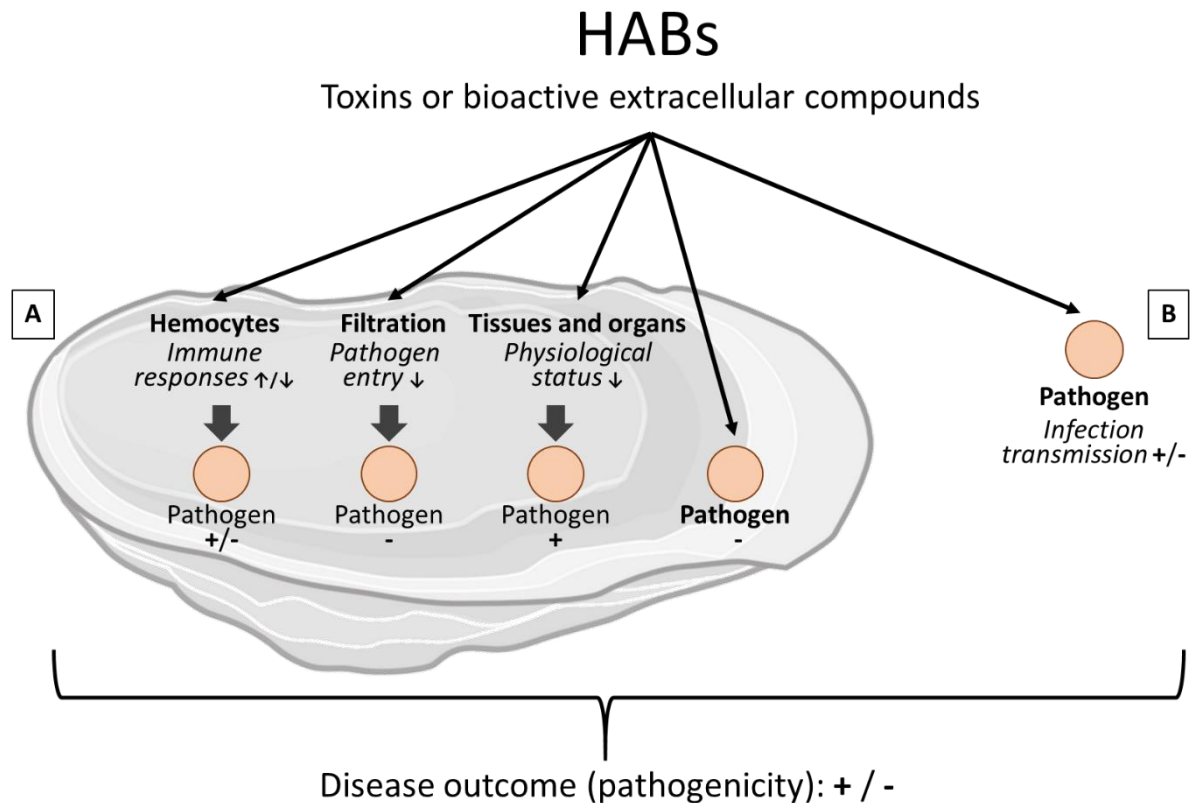 HABs
Toxins or bioactive extracellular compounds
A
Hemocytes
Immune
responses ↑/↓
Pathogen
+/-
Filtration
Pathogen
entry ↓
Pathogen
-
Tissues and organs
Physiological
status ↓
Pathogen
+
Pathogen
-
B
Pathogen
Infection
transmission +/-
Disease outcome (pathogenicity): + / -